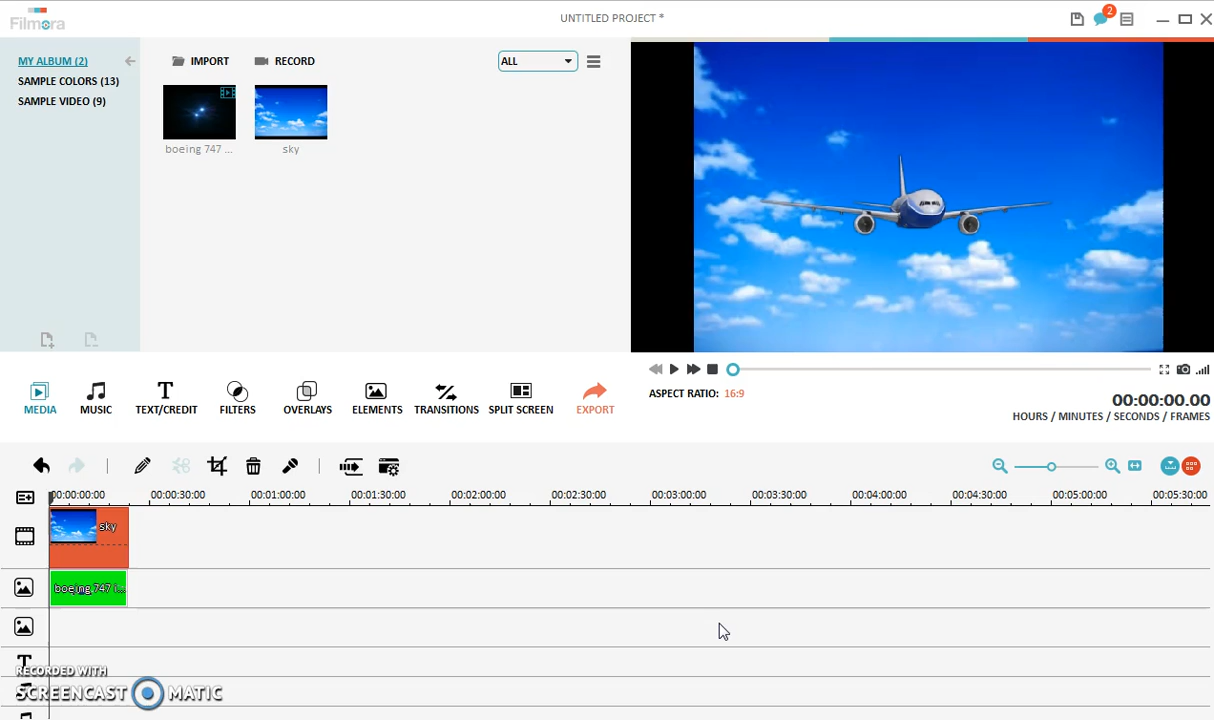 Filmora
UNTITLED PROJECT *
2
MY ALBUM (2)
SAMPLE COLORS (13)
SAMPLE VIDEO (9)
IMPORT
RECORD
ALL
boeing 747 ...
sky
MEDIA
MUSIC
TEXT/CREDIT
FILTERS
OVERLAYS
ELEMENTS
TRANSITIONS
SPLIT SCREEN
EXPORT
ASPECT RATIO: 16:9
00:00:00.00
HOURS / MINUTES / SECONDS / FRAMES
00:00:00:00 00:00:30:00 00:01:00:00 00:01:30:00 00:02:00:00 00:02:30:00 00:03:00:00 00:03:30:00 00:04:00:00 00:04:30:00 00:05:00:00 00:05:30:00
sky
boeing 747 i...
T
RECORDED WITH
SCREENCAST MATIC